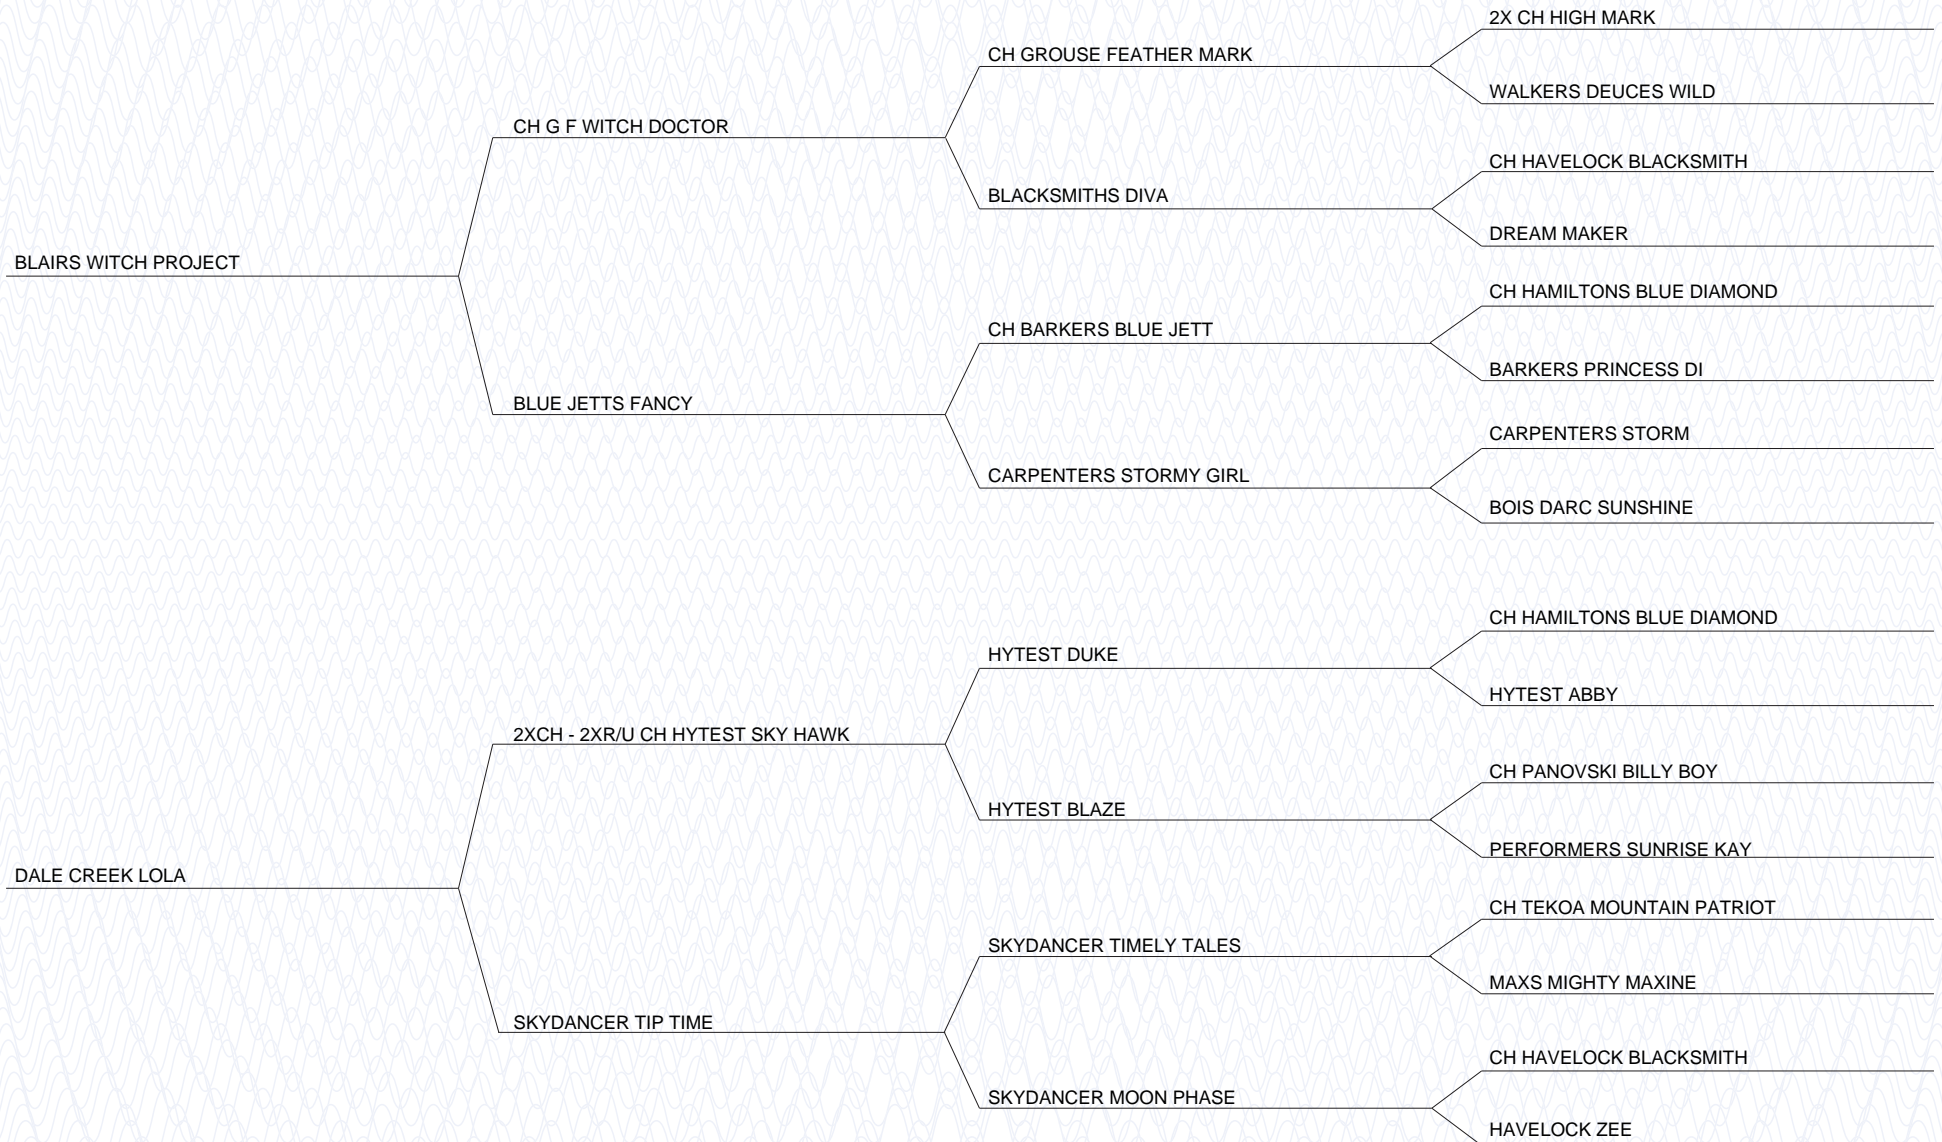 2X CH HIGH MARK
CH GROUSE FEATHER MARK
WALKERS DEUCES WILD
CH G F WITCH DOCTOR
CH HAVELOCK BLACKSMITH
BLACKSMITHS DIVA
DREAM MAKER
BLAIRS WITCH PROJECT
CH HAMILTONS BLUE DIAMOND
CH BARKERS BLUE JETT
BARKERS PRINCESS DI
BLUE JETTS FANCY
CARPENTERS STORM
CARPENTERS STORMY GIRL
BOIS DARC SUNSHINE
CH HAMILTONS BLUE DIAMOND
HYTEST DUKE
HYTEST ABBY
2XCH - 2XR/U CH HYTEST SKY HAWK
CH PANOVSKI BILLY BOY
HYTEST BLAZE
PERFORMERS SUNRISE KAY
DALE CREEK LOLA
CH TEKOA MOUNTAIN PATRIOT
SKYDANCER TIMELY TALES
MAXS MIGHTY MAXINE
SKYDANCER TIP TIME
CH HAVELOCK BLACKSMITH
SKYDANCER MOON PHASE
HAVELOCK ZEE